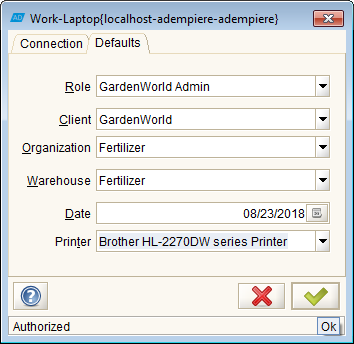 AD Work-Laptop{localhost-adempiere-adempiere}
Connection Defaults
Role GardenWorld Admin
Client GardenWorld
Organization Fertilizer
Warehouse Fertilizer
Date 08/23/2018
Printer Brother HL-2270DW series Printer
?
Authorized Ok